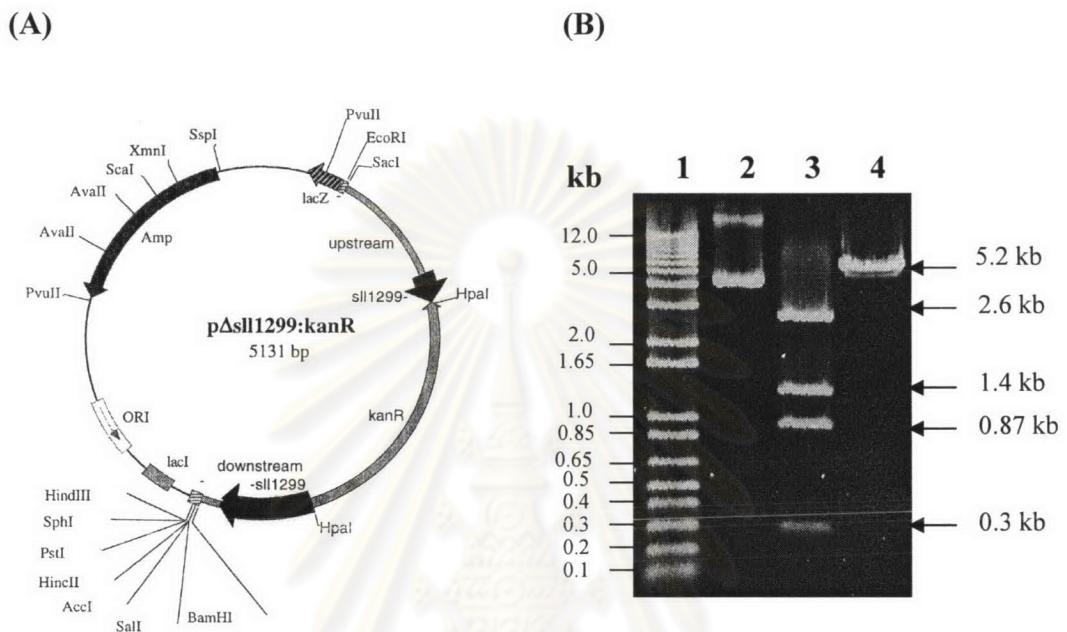 (A)
(B)
PvuII
EcoRI
SacI
SspI
XmnI
ScaI
AvaII
AvaII
Amp
PvuII
lacZ
upstream
sll1299-
HpaI
pΔsll1299:kanR
5131 bp
kanR
ORI
lacI
downstream
-sll1299
HpaI
HindIII
SphI
PstI
HincII
AccI
SalI
BamHI
kb
1 2 3 4
12.0
5.0
2.0
1.65
1.0
0.85
0.65
0.5
0.4
0.3
0.2
0.1
5.2 kb
2.6 kb
1.4 kb
0.87 kb
0.3 kb